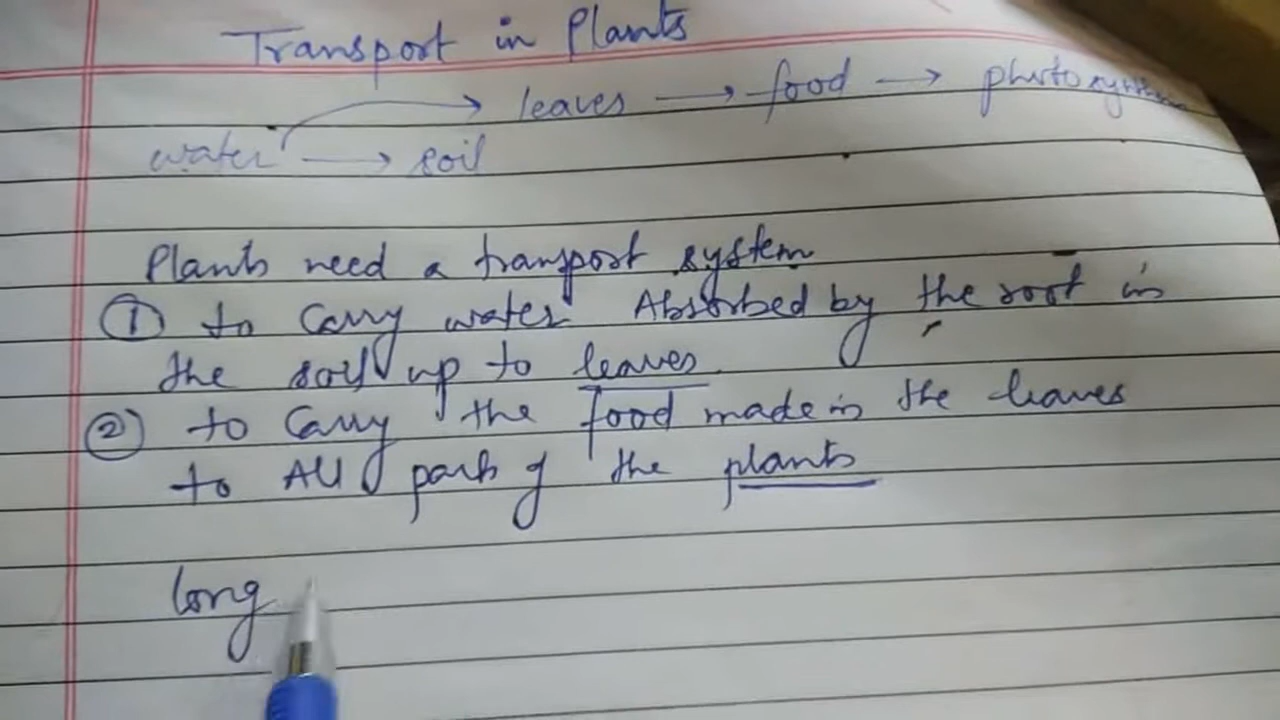 Transport in Plants
leaves → food → photosynthesis
water → soil
Plants need a transport system
① to carry water Absorbed by the root in
the soil up to leaves.
② to carry the food made in the leaves
to All parts of the plants
long